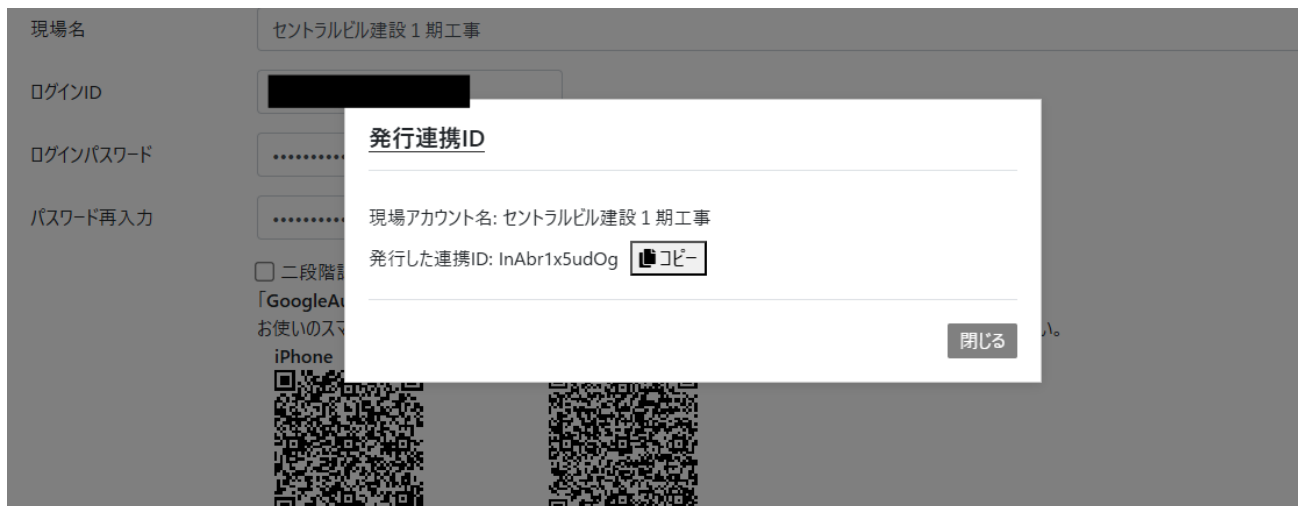 現場名
セントラルビル建設１期工事
ログインID
発行連携ID
ログインパスワード
パスワード再入力
現場アカウント名: セントラルビル建設１期工事
発行した連携ID: InAbr1x5udOg コピー
二段階
「GoogleAu
お使いのスマ
い。
閉じる
iPhone